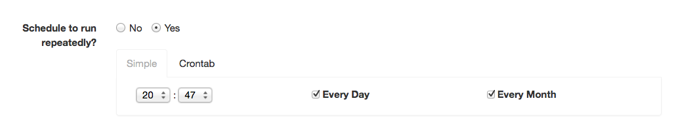 Schedule to run
repeatedly?
No Yes
Simple Crontab
20 : 47 Every Day Every Month